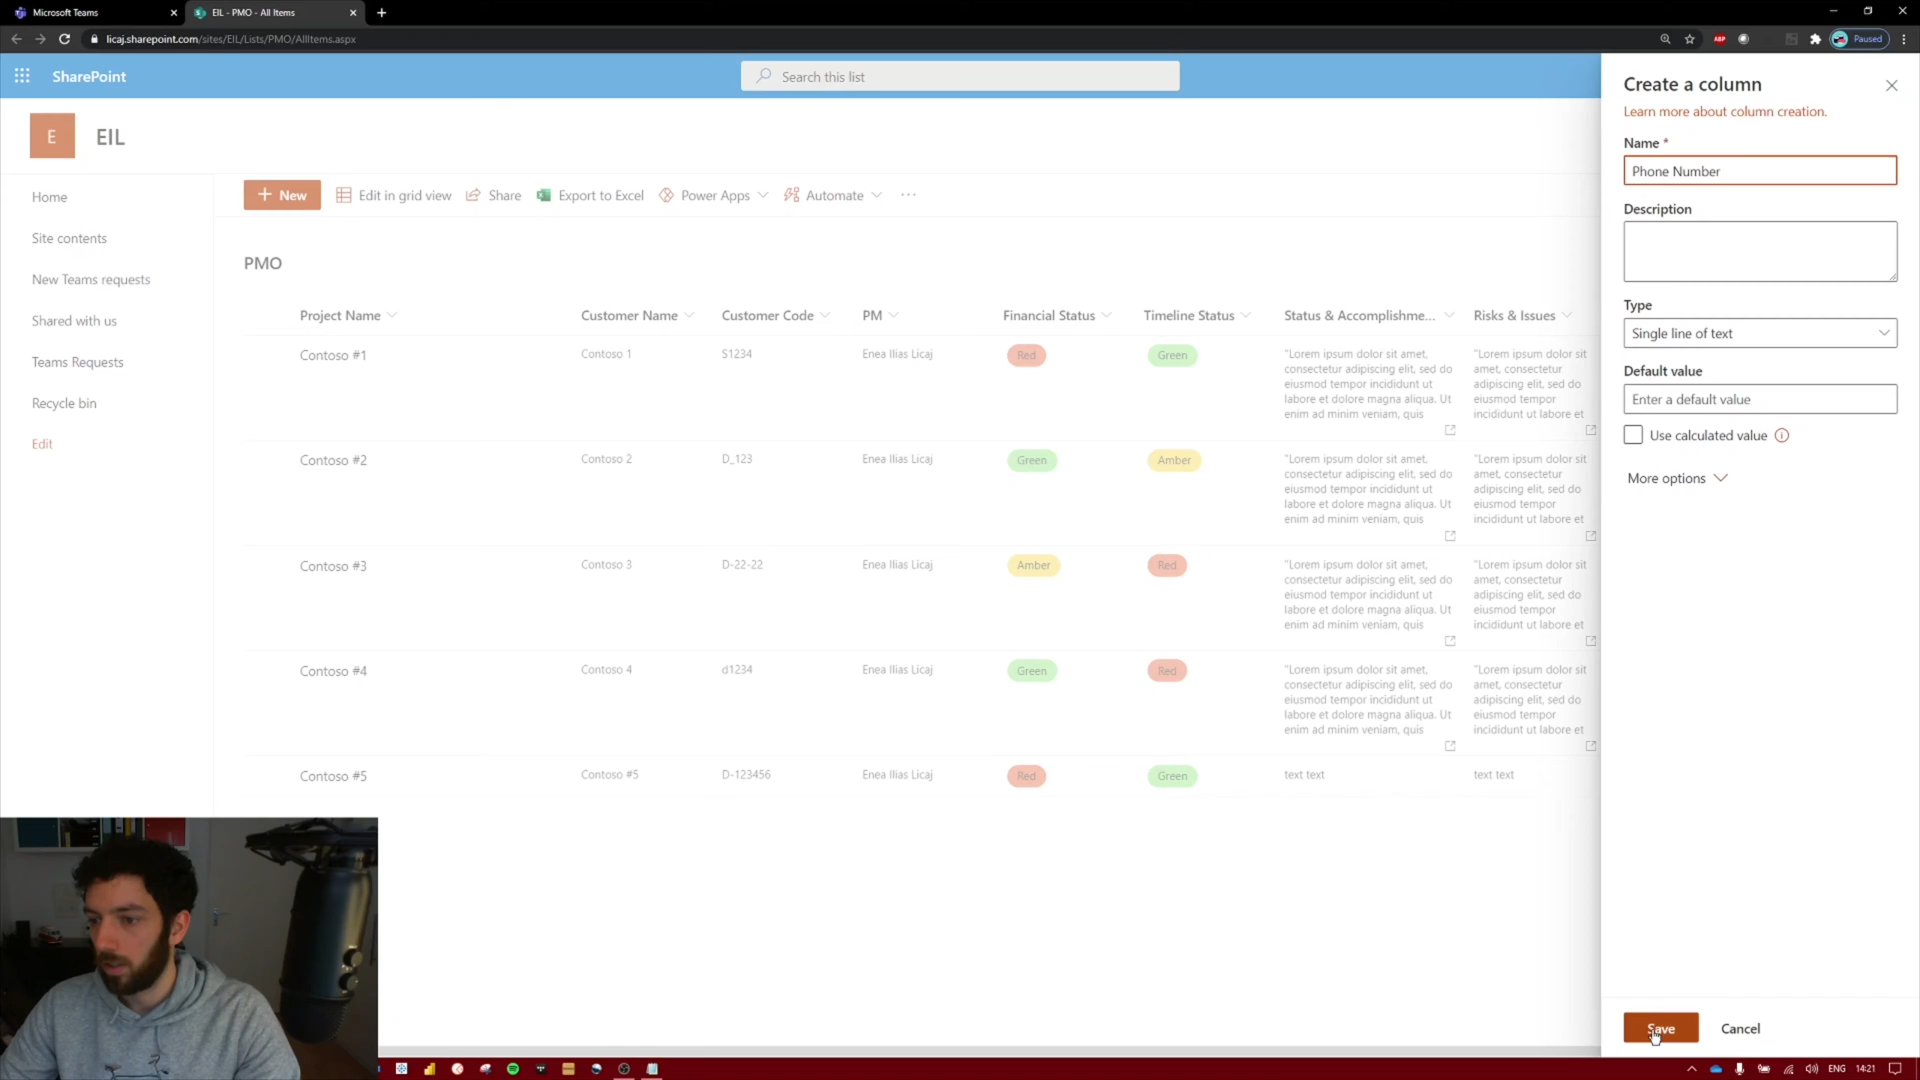 Microsoft Teams
EIL - PMO - All Items
licaj.sharepoint.com/sites/EIL/Lists/PMO/AllItems.aspx
ABP
Paused
SharePoint
Search this list
E
EIL
Home
Site contents
New Teams requests
Shared with us
Teams Requests
Recycle bin
Edit
New
Edit in grid view
Share
Export to Excel
Power Apps
Automate
PMO
Project Name
Customer Name
Customer Code
PM
Financial Status
Timeline Status
Status & Accomplishme...
Risks & Issues
Contoso #1
Contoso 1
S1234
Enea Ilias Licaj
Red
Green
"Lorem ipsum dolor sit amet,
consectetur adipiscing elit, sed do
eiusmod tempor incididunt ut
labore et dolore magna aliqua. Ut
enim ad minim veniam, quis
"Lorem ipsum dolor sit
amet, consectetur
adipiscing elit, sed do
eiusmod tempor
incididunt ut labore et
Contoso #2
Contoso 2
D_123
Enea Ilias Licaj
Green
Amber
"Lorem ipsum dolor sit amet,
consectetur adipiscing elit, sed do
eiusmod tempor incididunt ut
labore et dolore magna aliqua. Ut
enim ad minim veniam, quis
"Lorem ipsum dolor sit
amet, consectetur
adipiscing elit, sed do
eiusmod tempor
incididunt ut labore et
Contoso #3
Contoso 3
D-22-22
Enea Ilias Licaj
Amber
Red
"Lorem ipsum dolor sit amet,
consectetur adipiscing elit, sed do
eiusmod tempor incididunt ut
labore et dolore magna aliqua. Ut
enim ad minim veniam, quis
"Lorem ipsum dolor sit
amet, consectetur
adipiscing elit, sed do
eiusmod tempor
incididunt ut labore et
Contoso #4
Contoso 4
d1234
Enea Ilias Licaj
Green
Red
"Lorem ipsum dolor sit amet,
consectetur adipiscing elit, sed do
eiusmod tempor incididunt ut
labore et dolore magna aliqua. Ut
enim ad minim veniam, quis
"Lorem ipsum dolor sit
amet, consectetur
adipiscing elit, sed do
eiusmod tempor
incididunt ut labore et
Contoso #5
Contoso #5
D-123456
Enea Ilias Licaj
Red
Green
text text
text text
Create a column
Learn more about column creation.
Name *
Phone Number
Description
Type
Single line of text
Default value
Enter a default value
Use calculated value
More options
Save
Cancel
ENG
14:21